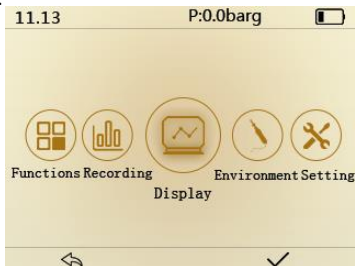 11.13 P:0.0barg
Functions Recording Environment Setting
Display